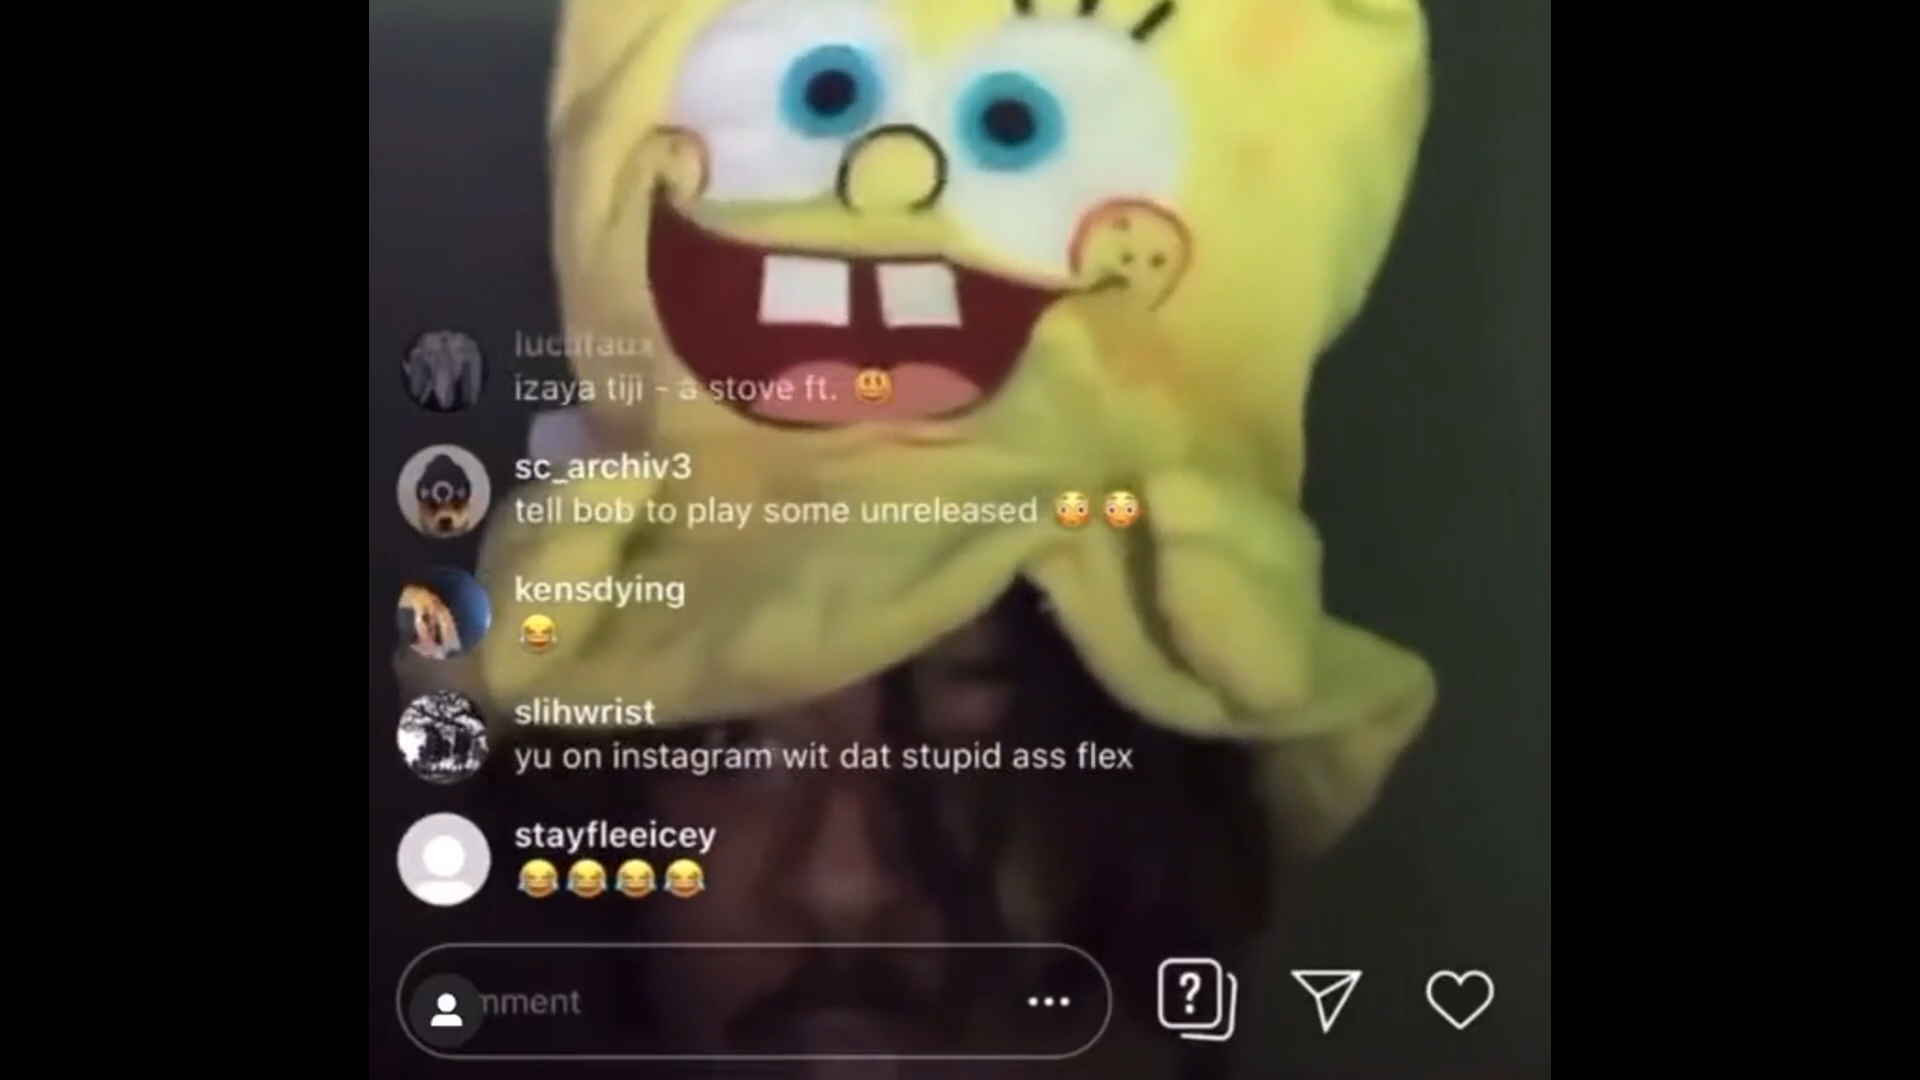 izaya tiji - a stove ft. 😃
sc_archiv3
tell bob to play some unreleased 😳 😳
kensdying
😂
slihwrist
yu on instagram wit dat stupid ass flex
stayfleeicey
😂😂😂😂
mment